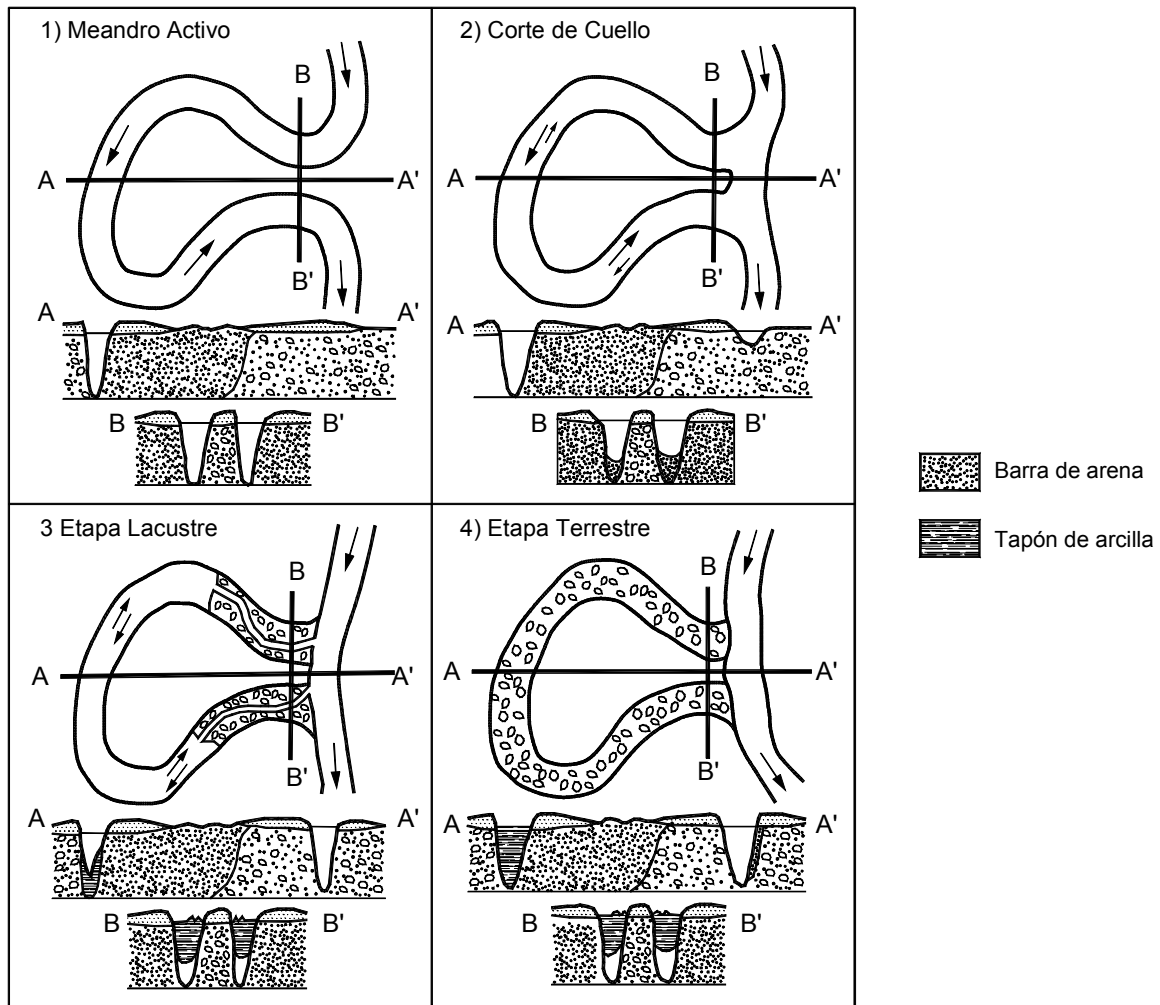 1) Meandro Activo
B
A
A'
B'
A
A'
B
B'
2) Corte de Cuello
B
A
A'
B'
A
A'
B
B'
Barra de arena
Tapón de arcilla
3 Etapa Lacustre
B
A
A'
B'
A
A'
B
B'
4) Etapa Terrestre
B
A
A'
B'
A
A'
B
B'